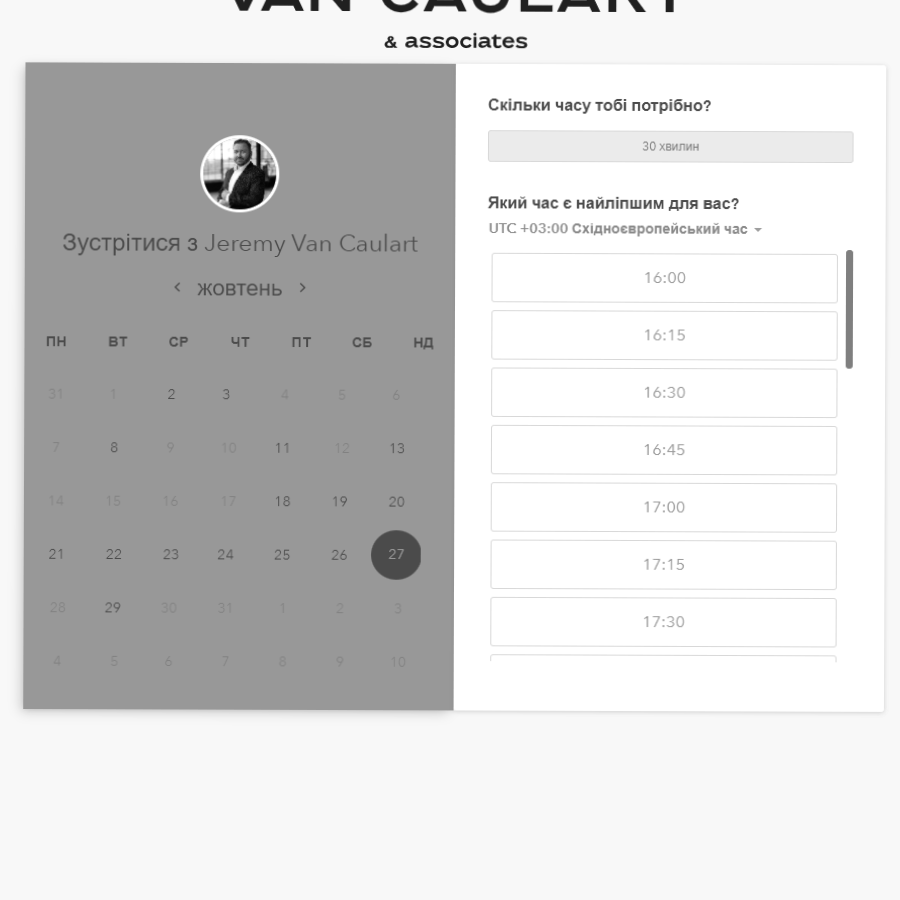 VAN CAULART
& associates
Зустрітися з Jeremy Van Caulart
жовтень
ПН ВТ СР ЧТ ПТ СБ НД
31 1 2 3 4 5 6
7 8 9 10 11 12 13
14 15 16 17 18 19 20
21 22 23 24 25 26 27
28 29 30 31 1 2 3
4 5 6 7 8 9 10
Скільки часу тобі потрібно?
30 хвилин
Який час є найліпшим для вас?
UTC +03:00 Східноєвропейський час
16:00
16:15
16:30
16:45
17:00
17:15
17:30